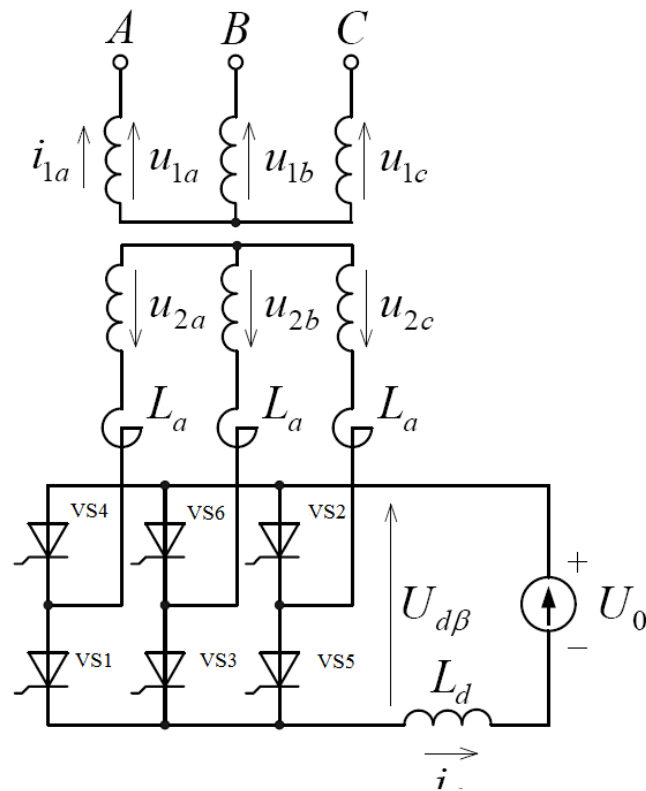 A B C
i1a u1a u1b u1c
u2a u2b u2c
La La La
VS4 VS6 VS2
+
Udβ U0
−
VS1 VS3 VS5
Ld